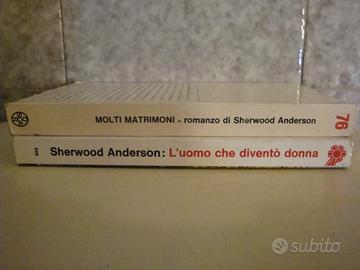 MOLTI MATRIMONI - romanzo di Sherwood Anderson
76
Sherwood Anderson: L'uomo che diventò donna
subito